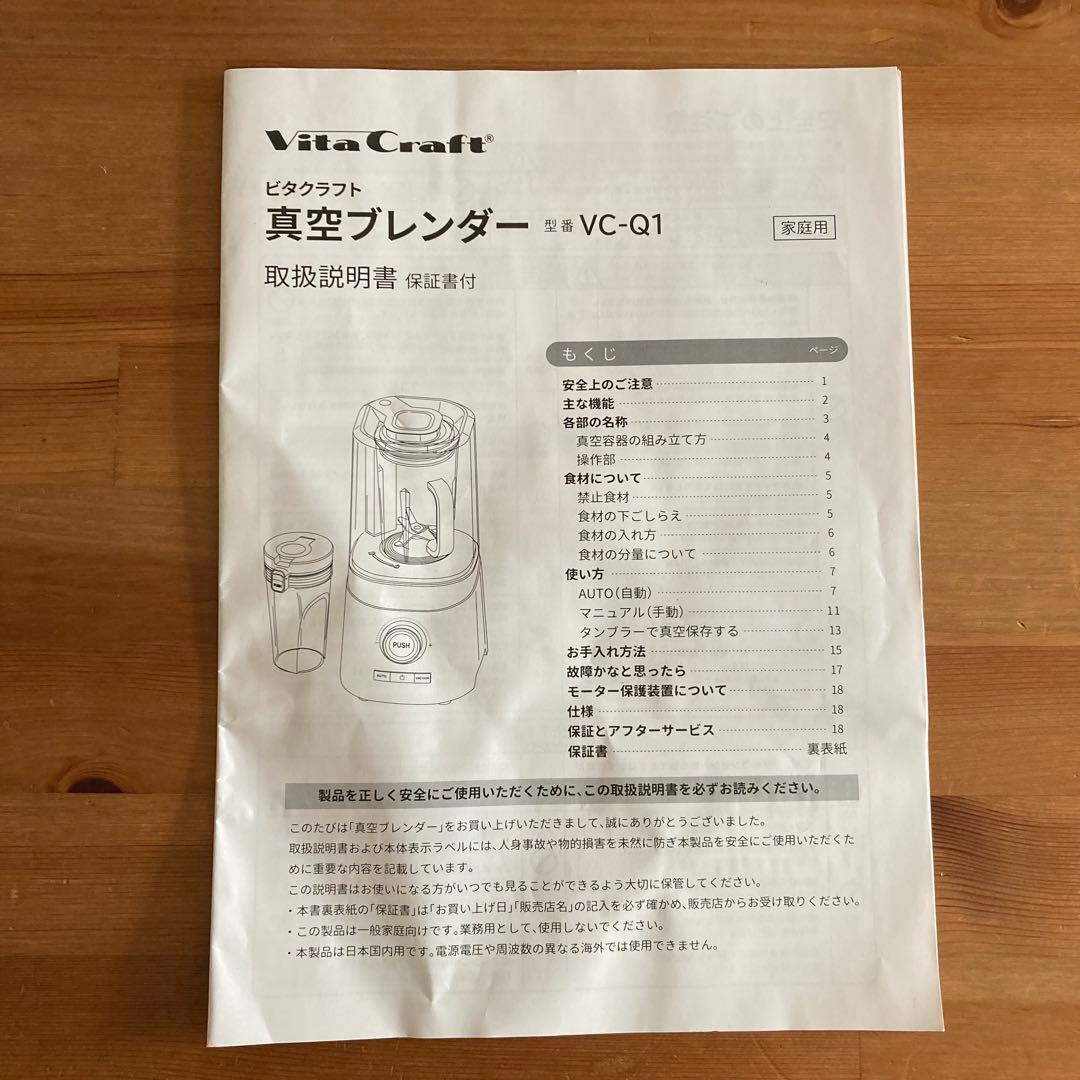 Vita Craft®
ビタクラフト
真空ブレンダー 型番 VC-Q1 家庭用
取扱説明書 保証書付
もくじ ページ
安全上のご注意 1
主な機能 2
各部の名称 3
真空容器の組み立て方 4
操作部 4
食材について 5
禁止食材 5
食材の下ごしらえ 5
食材の入れ方 6
食材の分量について 6
使い方 7
AUTO(自動) 7
マニュアル(手動) 11
タンブラーで真空保存する 13
お手入れ方法 15
故障かなと思ったら 17
モーター保護装置について 18
仕様 18
保証とアフターサービス 18
保証書 裏表紙
PUSH
AUTO VACUUM
製品を正しく安全にご使用いただくために、この取扱説明書を必ずお読みください。
このたびは「真空ブレンダー」をお買い上げいただきまして、誠にありがとうございました。
取扱説明書および本体表示ラベルには、人身事故や物的損害を未然に防ぎ本製品を安全にご使用いただくた
めに重要な内容を記載しています。
この説明書はお使いになる方がいつでも見ることができるよう大切に保管してください。
・本書裏表紙の「保証書」は「お買い上げ日」「販売店名」の記入を必ず確かめ、販売店からお受け取りください。
・この製品は一般家庭向けです。業務用として、使用しないでください。
・本製品は日本国内用です。電源電圧や周波数の異なる海外では使用できません。